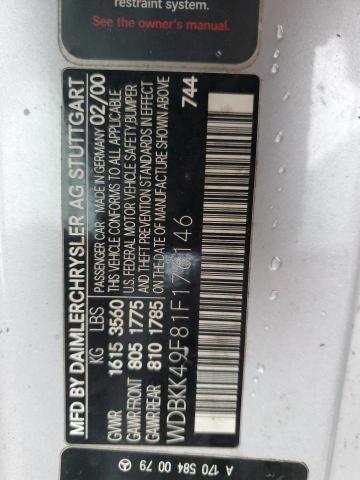 restraint system.
See the owner's manual.
MFD BY DAIMLERCHRYSLER AG STUTTGART
PASSENGER CAR MADE IN GERMANY 02/00
KG LBS
THIS VEHICLE CONFORMS TO ALL APPLICABLE
U.S. FEDERAL MOTOR VEHICLE SAFETY, BUMPER,
AND THEFT PREVENTION STANDARDS IN EFFECT
ON THE DATE OF MANUFACTURE SHOWN ABOVE.
GVWR 1615 3560
GAWR FRONT 805 1775
GAWR REAR 810 1785
744
A 170 584 00 79